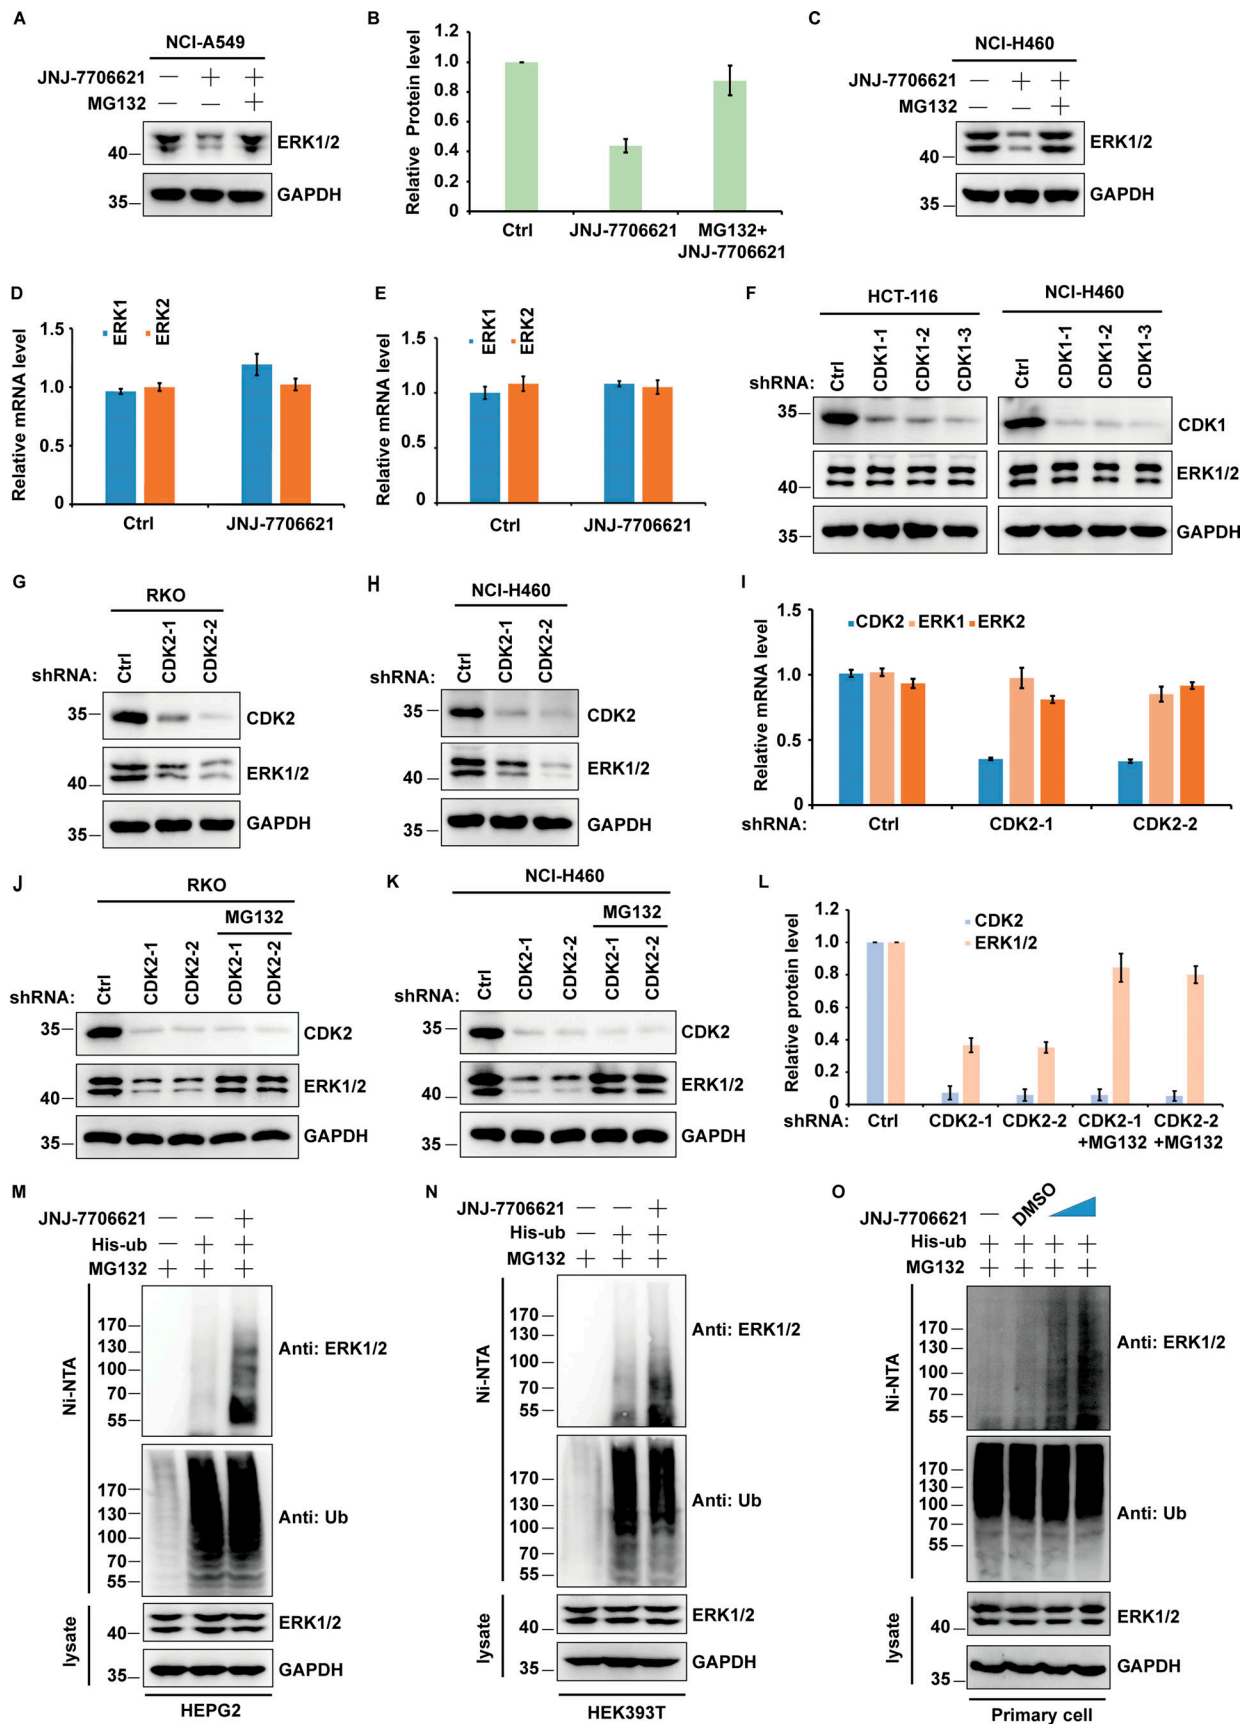 A
NCI-A549
JNJ-7706621 — + +
MG132 — — +
40
ERK1/2
35
GAPDH
B
Relative Protein level
1.2
1.0
0.8
0.6
0.4
0.2
0
Ctrl JNJ-7706621 MG132+
JNJ-7706621
C
NCI-H460
JNJ-7706621 — + +
MG132 — — +
40
ERK1/2
35
GAPDH
D
Relative mRNA level
1.5
1.0
0.5
0
ERK1
ERK2
Ctrl JNJ-7706621
E
Relative mRNA level
1.5
1.0
0.5
0
ERK1
ERK2
Ctrl JNJ-7706621
F
HCT-116 NCI-H460
shRNA: Ctrl CDK1-1 CDK1-2 CDK1-3 Ctrl CDK1-1 CDK1-2 CDK1-3
35
CDK1
40
ERK1/2
35
GAPDH
G
RKO
shRNA: Ctrl CDK2-1 CDK2-2
35
CDK2
40
ERK1/2
35
GAPDH
H
NCI-H460
shRNA: Ctrl CDK2-1 CDK2-2
35
CDK2
40
ERK1/2
35
GAPDH
I
Relative mRNA level
1.5
1.0
0.5
0
CDK2 ERK1 ERK2
shRNA: Ctrl CDK2-1 CDK2-2
J
RKO
MG132
shRNA: Ctrl CDK2-1 CDK2-2 CDK2-1 CDK2-2
35
CDK2
40
ERK1/2
35
GAPDH
K
NCI-H460
MG132
shRNA: Ctrl CDK2-1 CDK2-2 CDK2-1 CDK2-2
35
CDK2
40
ERK1/2
35
GAPDH
L
Relative protein level
1.2
1.0
0.8
0.6
0.4
0.2
0
CDK2
ERK1/2
shRNA: Ctrl CDK2-1 CDK2-2 CDK2-1 CDK2-2
+MG132 +MG132
M
JNJ-7706621 — — +
His-ub — + +
MG132 + + +
Ni-NTA
170
130
100
70
55
Anti: ERK1/2
170
130
100
70
55
Anti: Ub
lysate
40
ERK1/2
35
GAPDH
HEPG2
N
JNJ-7706621 — — +
His-ub — + +
MG132 + + +
Ni-NTA
170
130
100
70
55
Anti: ERK1/2
170
130
100
70
55
Anti: Ub
lysate
40
ERK1/2
35
GAPDH
HEK393T
O
JNJ-7706621 — DMSO
His-ub + + + +
MG132 + + + +
Ni-NTA
170
130
100
70
55
Anti: ERK1/2
170
130
100
70
55
Anti: Ub
lysate
40
ERK1/2
35
GAPDH
Primary cell